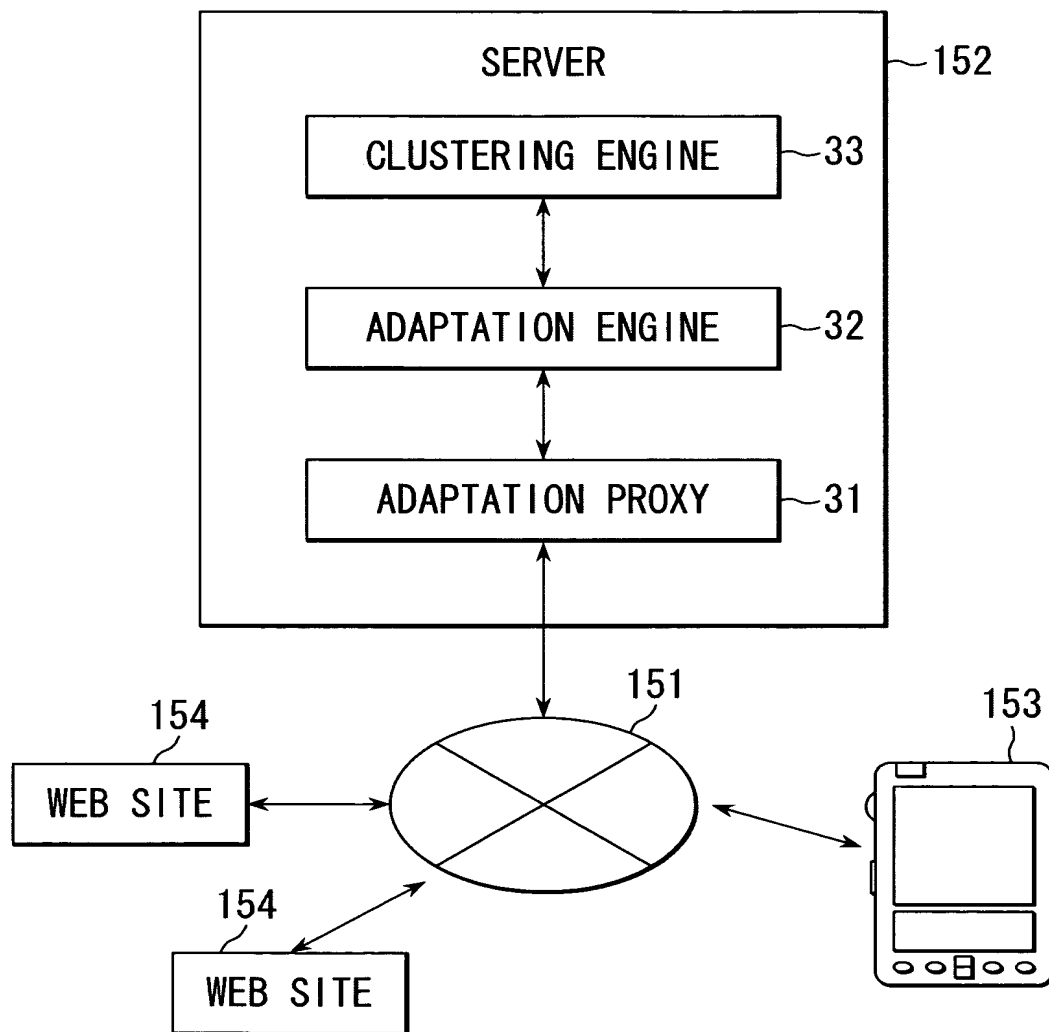 SERVER
152
CLUSTERING ENGINE
33
ADAPTATION ENGINE
32
ADAPTATION PROXY
31
151
154
153
WEB SITE
154
WEB SITE